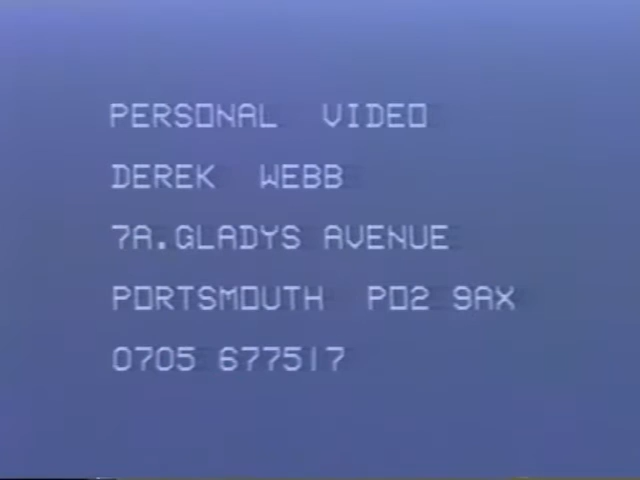 PERSONAL VIDEO
DEREK WEBB
7A.GLADYS AVENUE
PORTSMOUTH PO2 9AX
0705 677517